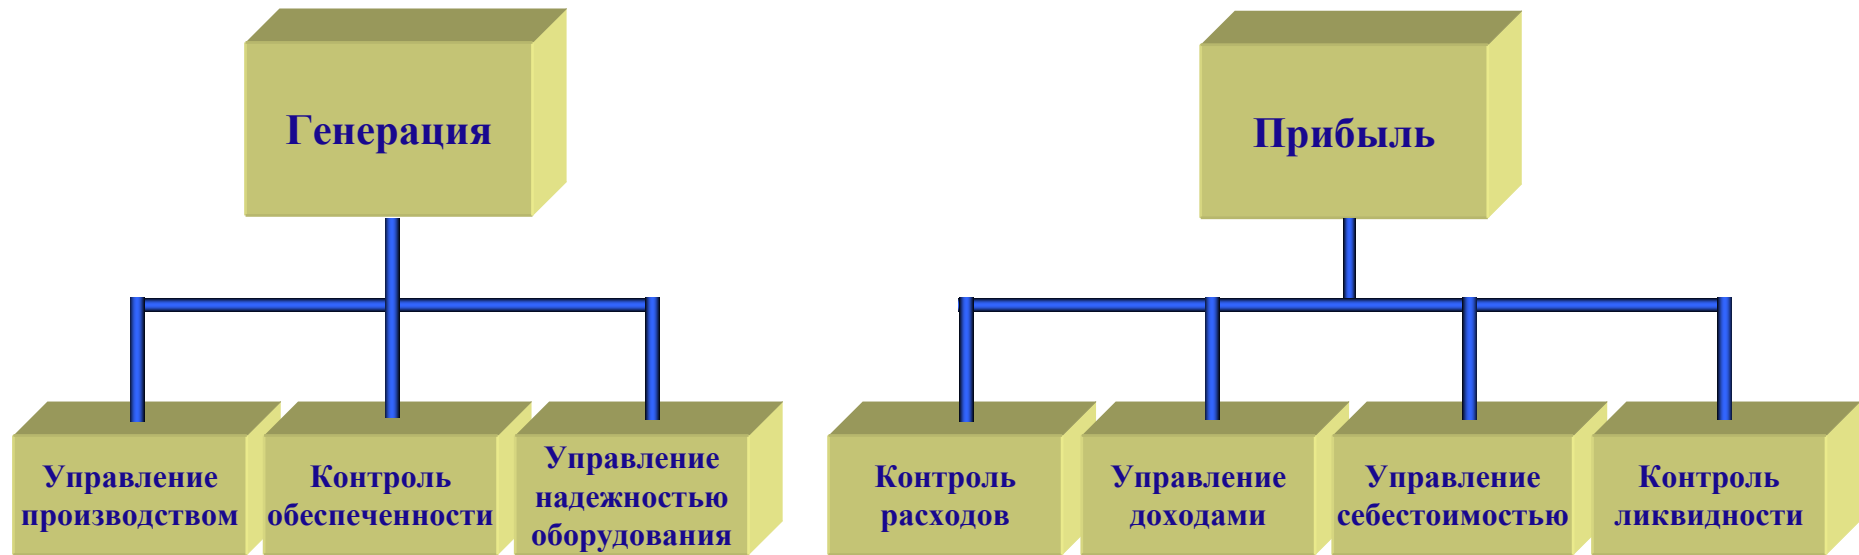 Генерация
Прибыль
Управление
производством
Контроль
обеспеченности
Управление
надежностью
оборудования
Контроль
расходов
Управление
доходами
Управление
себестоимостью
Контроль
ликвидности